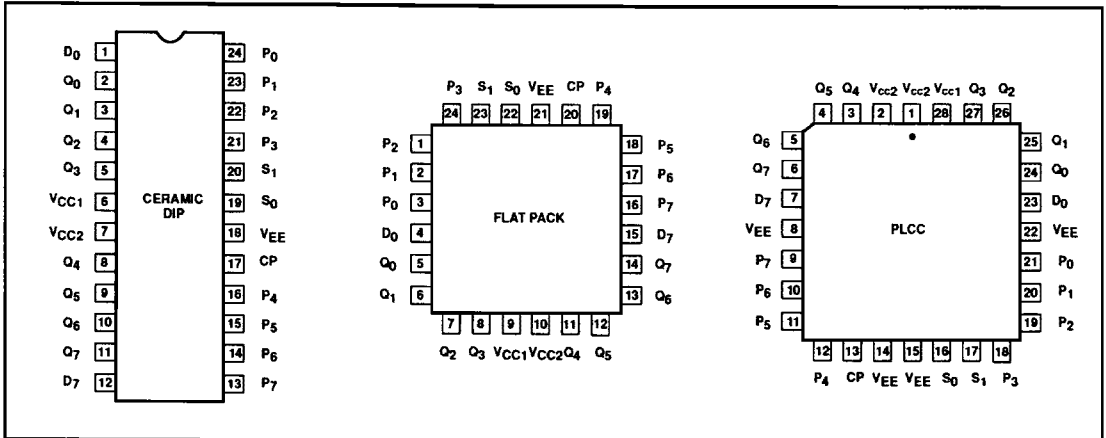 D0 1 24 P0
Q0 2 23 P1
Q1 3 22 P2
Q2 4 21 P3
Q3 5 20 S1
VCC1 6 19 S0
VCC2 7 18 VEE
Q4 8 17 CP
Q5 9 16 P4
Q6 10 15 P5
Q7 11 14 P6
D7 12 13 P7
CERAMIC
DIP
P3 S1 S0 VEE CP P4
24 23 22 21 20 19
P2 1 18 P5
P1 2 17 P6
P0 3 16 P7
D0 4 15 D7
Q0 5 14 Q7
Q1 6 13 Q6
FLAT PACK
7 8 9 10 11 12
Q2 Q3 VCC1 VCC2 Q4 Q5
Q5 Q4 Vcc2 Vcc2 Vcc1 Q3 Q2
4 3 2 1 28 27 26
Q6 5 25 Q1
Q7 6 24 Q0
D7 7 23 D0
VEE 8 22 VEE
P7 9 21 P0
P6 10 20 P1
P5 11 19 P2
PLCC
12 13 14 15 16 17 18
P4 CP VEE VEE S0 S1 P3